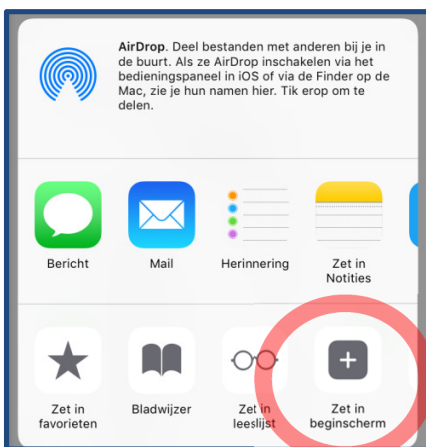 AirDrop. Deel bestanden met anderen bij je in
de buurt. Als ze AirDrop inschakelen via het
bedieningspaneel in iOS of via de Finder op de
Mac, zie je hun namen hier. Tik erop om te
delen.
Bericht
Mail
Herinnering
Zet in
Notities
Zet in
favorieten
Bladwijzer
Zet in
leeslijst
Zet in
beginscherm